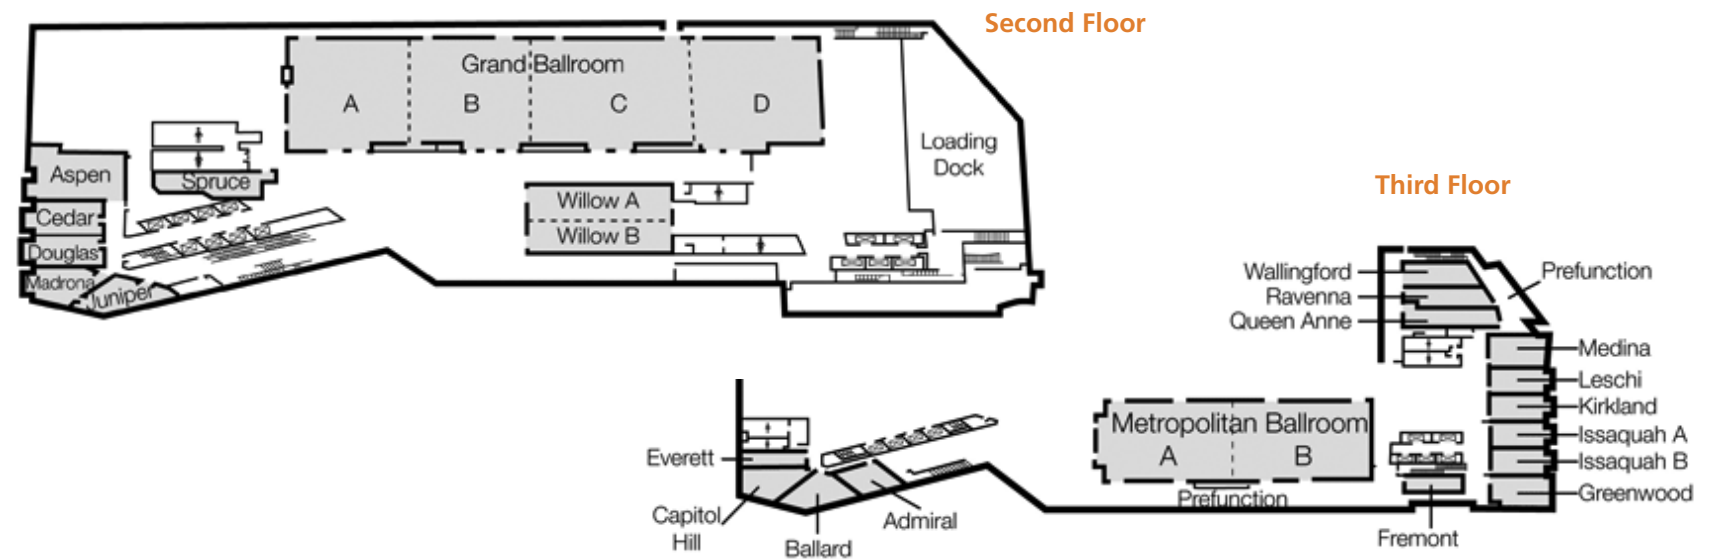 Second Floor
Grand Ballroom
A
B
C
D
Loading
Dock
Aspen
Spruce
Cedar
Douglas
Madrona
Juniper
Willow A
Willow B
Third Floor
Wallingford
Ravenna
Queen Anne
Prefunction
Medina
Leschi
Kirkland
Issaquah A
Issaquah B
Greenwood
Metropolitan Ballroom
A
B
Prefunction
Fremont
Everett
Capitol
Hill
Ballard
Admiral